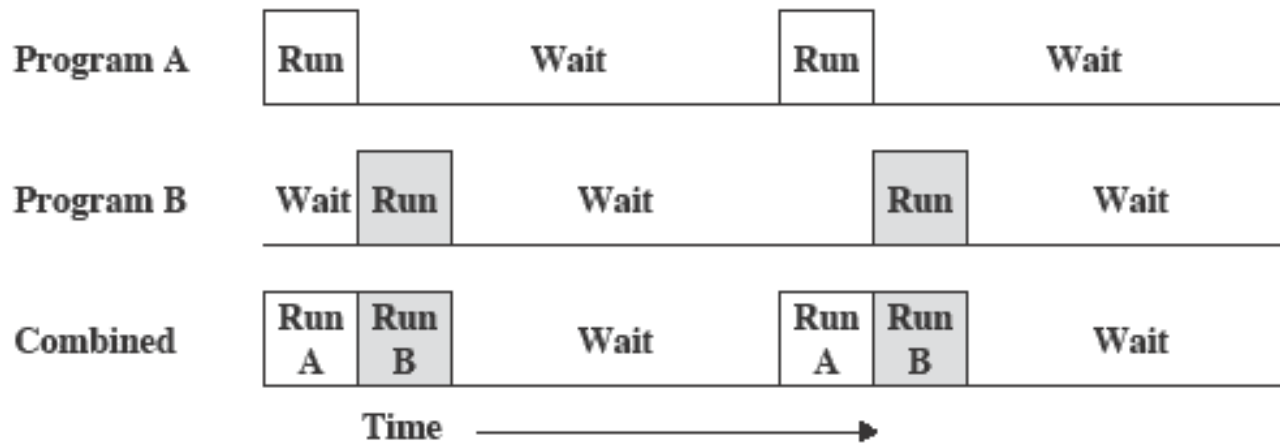 Program A Run Wait Run Wait
Program B Wait Run Wait Run Wait
Combined Run A Run B Wait Run A Run B Wait
Time